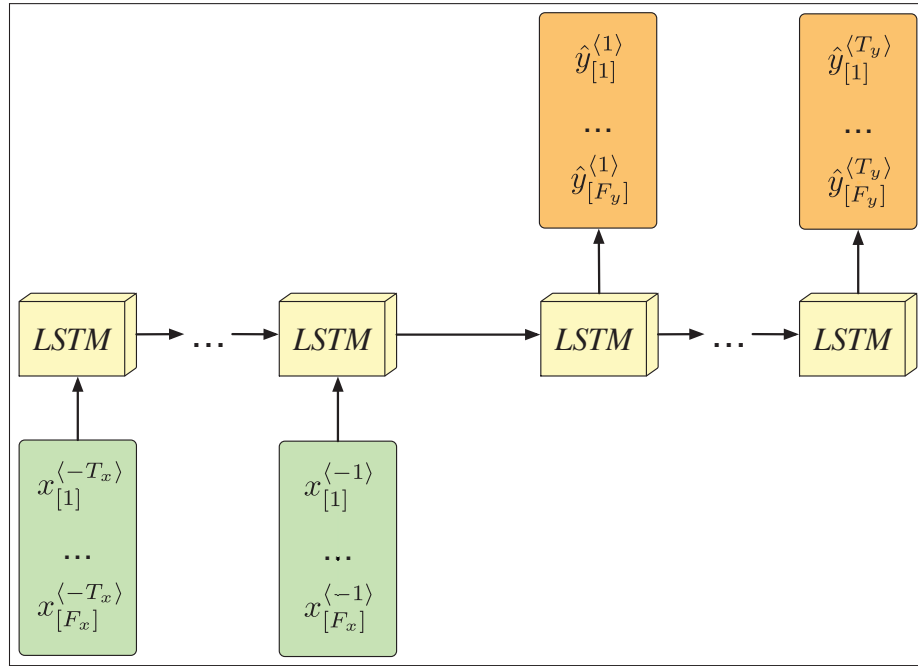 ŷ[1]⟨1⟩
...
ŷ[F_y]⟨1⟩
ŷ[1]⟨T_y⟩
...
ŷ[F_y]⟨T_y⟩
LSTM
...
LSTM
LSTM
...
LSTM
x[1]⟨−T_x⟩
...
x[F_x]⟨−T_x⟩
x[1]⟨−1⟩
...
x[F_x]⟨−1⟩